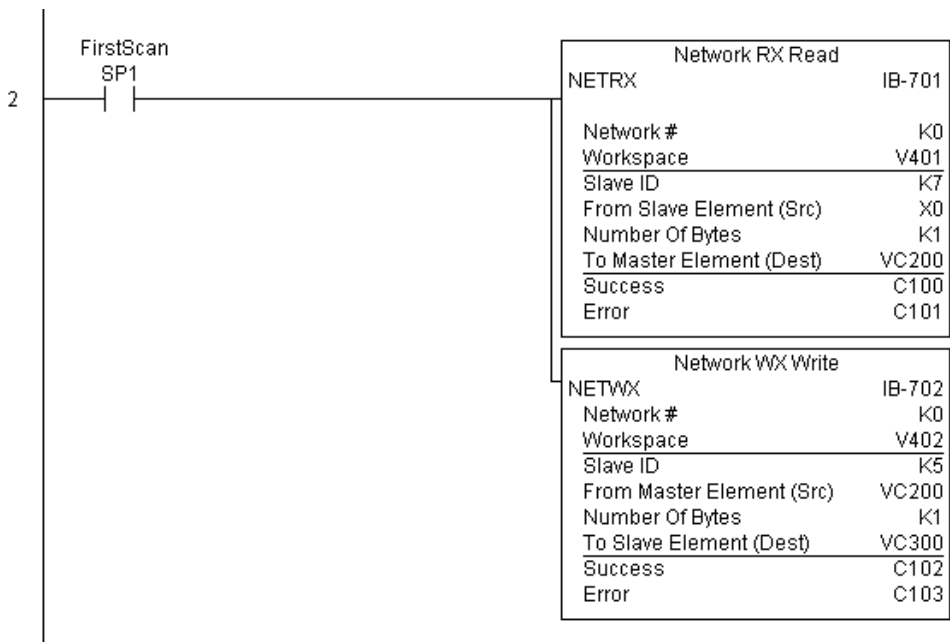 FirstScan
SP1
2
Network RX Read
NETRX IB-701
Network # K0
Workspace V401
Slave ID K7
From Slave Element (Src) X0
Number Of Bytes K1
To Master Element (Dest) VC200
Success C100
Error C101
Network WX Write
NETWX IB-702
Network # K0
Workspace V402
Slave ID K5
From Master Element (Src) VC200
Number Of Bytes K1
To Slave Element (Dest) VC300
Success C102
Error C103